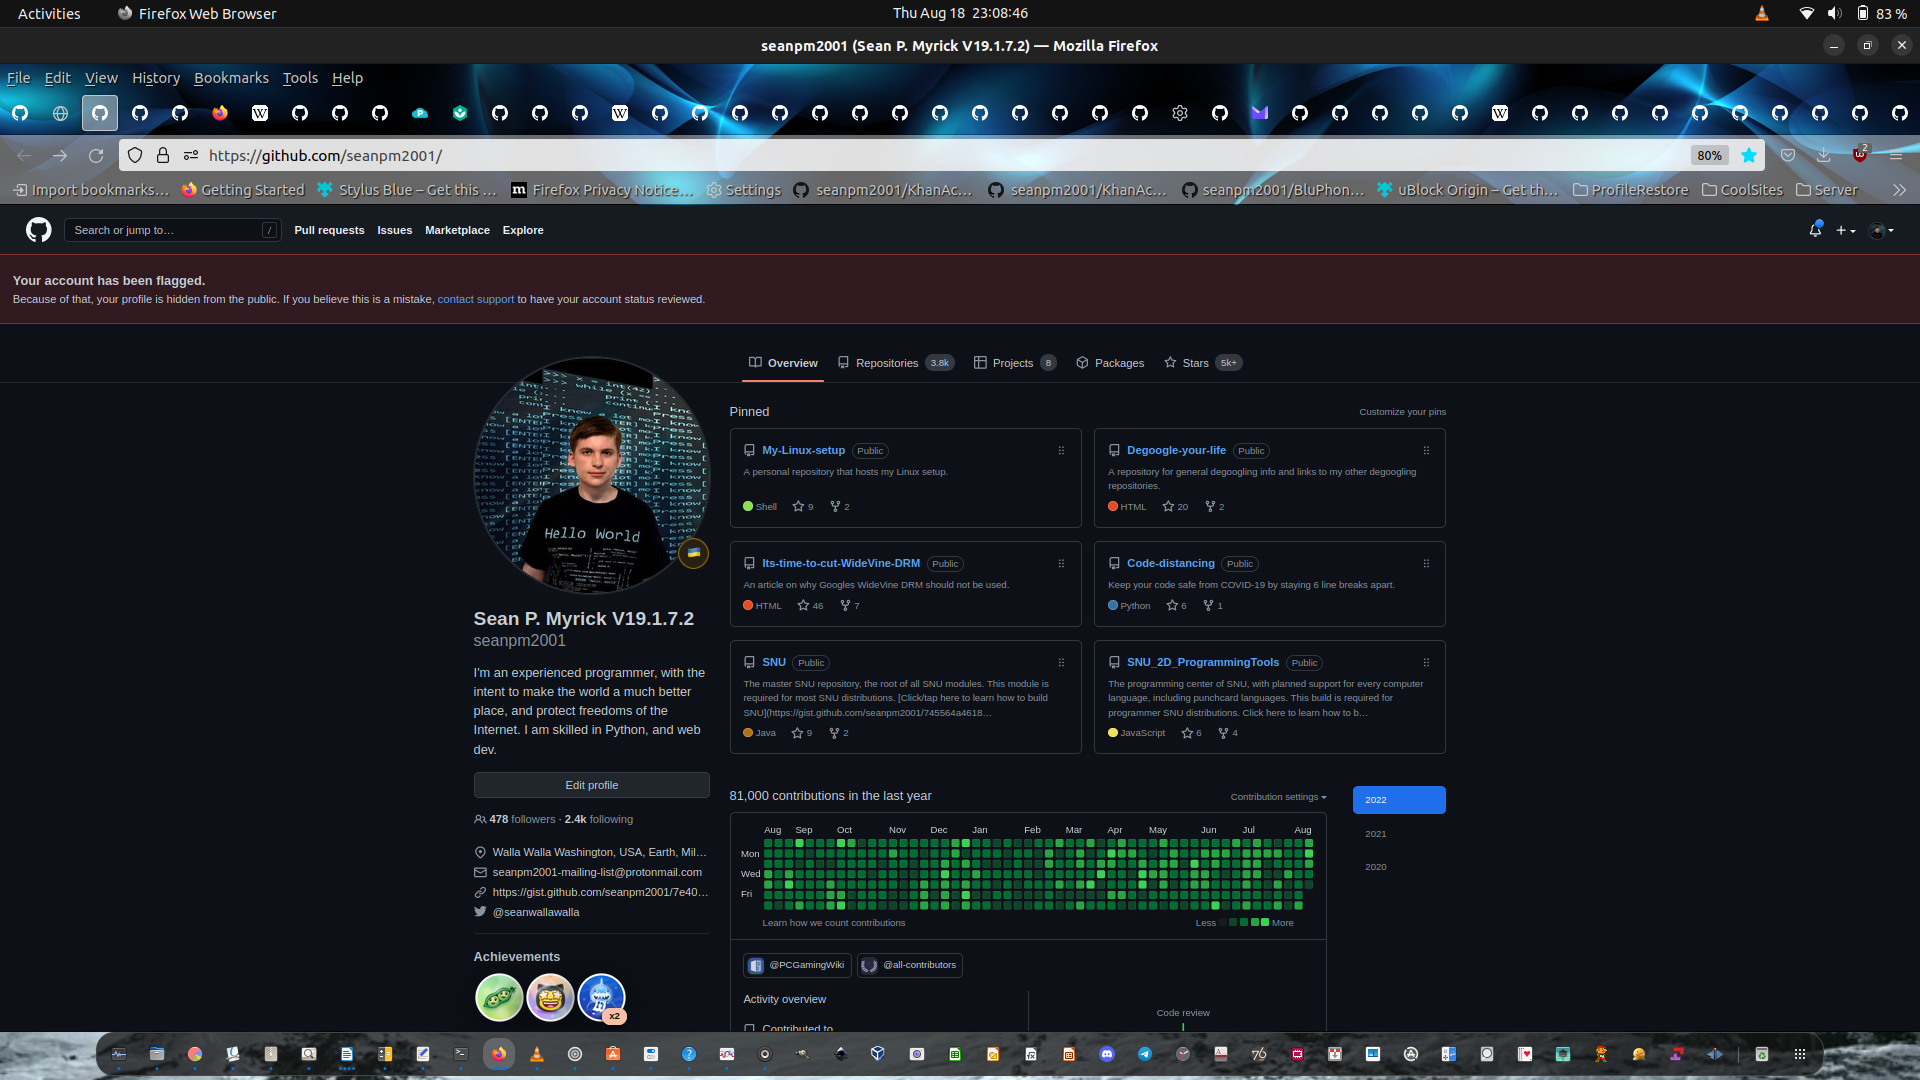 Activities
Firefox Web Browser
Thu Aug 18 23:08:46
83 %
seanpm2001 (Sean P. Myrick V19.1.7.2) — Mozilla Firefox
File Edit View History Bookmarks Tools Help
https://github.com/seanpm2001/
80%
2
Import bookmarks…
Getting Started
Stylus Blue – Get this …
Firefox Privacy Notice…
Settings
seanpm2001/KhanAc…
seanpm2001/KhanAc…
seanpm2001/BluPhon…
uBlock Origin – Get th…
ProfileRestore
CoolSites
Server
Search or jump to…
/
Pull requests
Issues
Marketplace
Explore
Your account has been flagged.
Because of that, your profile is hidden from the public. If you believe this is a mistake, contact support to have your account status reviewed.
Overview
Repositories 3.8k
Projects 8
Packages
Stars 5k+
Hello World
Sean P. Myrick V19.1.7.2
seanpm2001
I'm an experienced programmer, with the
intent to make the world a much better
place, and protect freedoms of the
Internet. I am skilled in Python, and web
dev.
Edit profile
478 followers · 2.4k following
Walla Walla Washington, USA, Earth, Mil…
seanpm2001-mailing-list@protonmail.com
https://gist.github.com/seanpm2001/7e40…
@seanwallawalla
Achievements
x2
Pinned
Customize your pins
My-Linux-setup Public
A personal repository that hosts my Linux setup.
Shell 9 2
Degoogle-your-life Public
A repository for general degoogling info and links to my other degoogling
repositories.
HTML 20 2
Its-time-to-cut-WideVine-DRM Public
An article on why Googles WideVine DRM should not be used.
HTML 46 7
Code-distancing Public
Keep your code safe from COVID-19 by staying 6 line breaks apart.
Python 6 1
SNU Public
The master SNU repository, the root of all SNU modules. This module is
required for most SNU distributions. [Click/tap here to learn how to build
SNU](https://gist.github.com/seanpm2001/745564a4618…
Java 9 2
SNU_2D_ProgrammingTools Public
The programming center of SNU, with planned support for every computer
language, including punchcard languages. This build is required for
programmer SNU distributions. Click here to learn how to b…
JavaScript 6 4
81,000 contributions in the last year
Contribution settings
2022
2021
2020
Aug Sep Oct Nov Dec Jan Feb Mar Apr May Jun Jul Aug
Mon
Wed
Fri
Learn how we count contributions
Less
More
@PCGamingWiki
@all-contributors
Activity overview
Contributed to
Code review